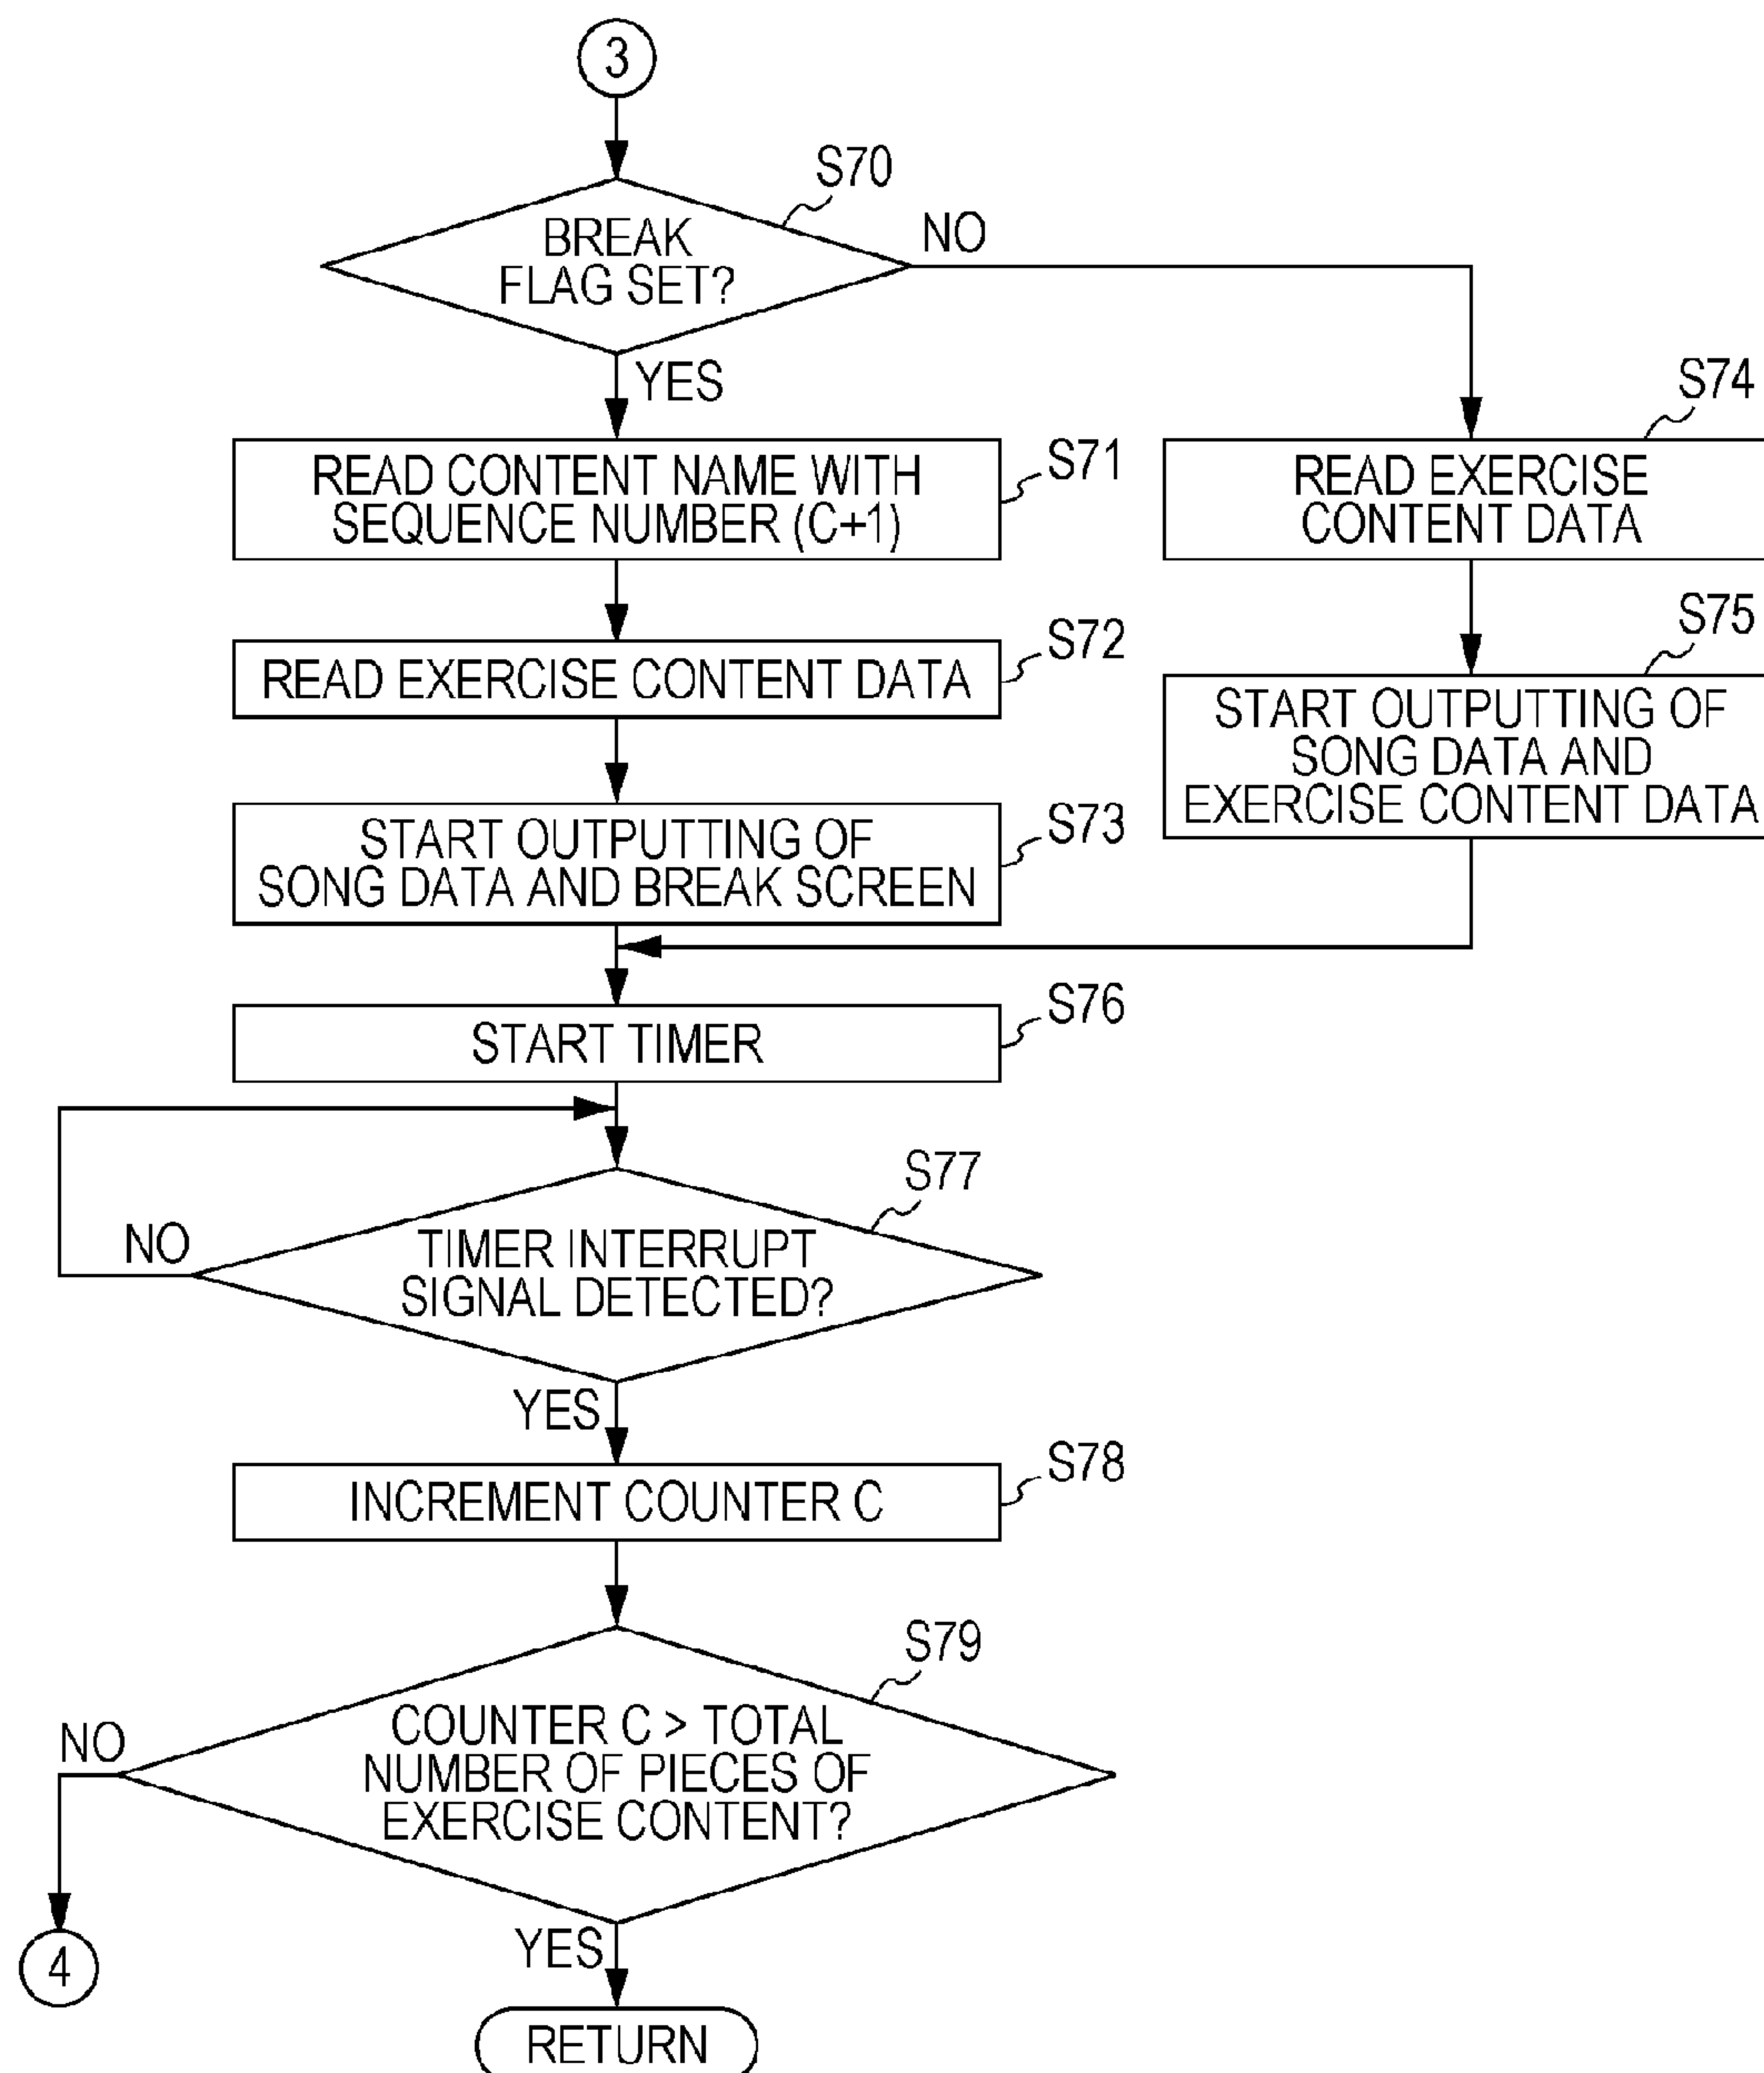 3
S70
BREAK
FLAG SET?
NO
YES
S71
READ CONTENT NAME WITH
SEQUENCE NUMBER (C+1)
S74
READ EXERCISE
CONTENT DATA
S72
READ EXERCISE CONTENT DATA
S75
START OUTPUTTING OF
SONG DATA AND
EXERCISE CONTENT DATA
S73
START OUTPUTTING OF
SONG DATA AND BREAK SCREEN
S76
START TIMER
S77
NO
TIMER INTERRUPT
SIGNAL DETECTED?
YES
S78
INCREMENT COUNTER C
S79
NO
COUNTER C > TOTAL
NUMBER OF PIECES OF
EXERCISE CONTENT?
YES
4
RETURN